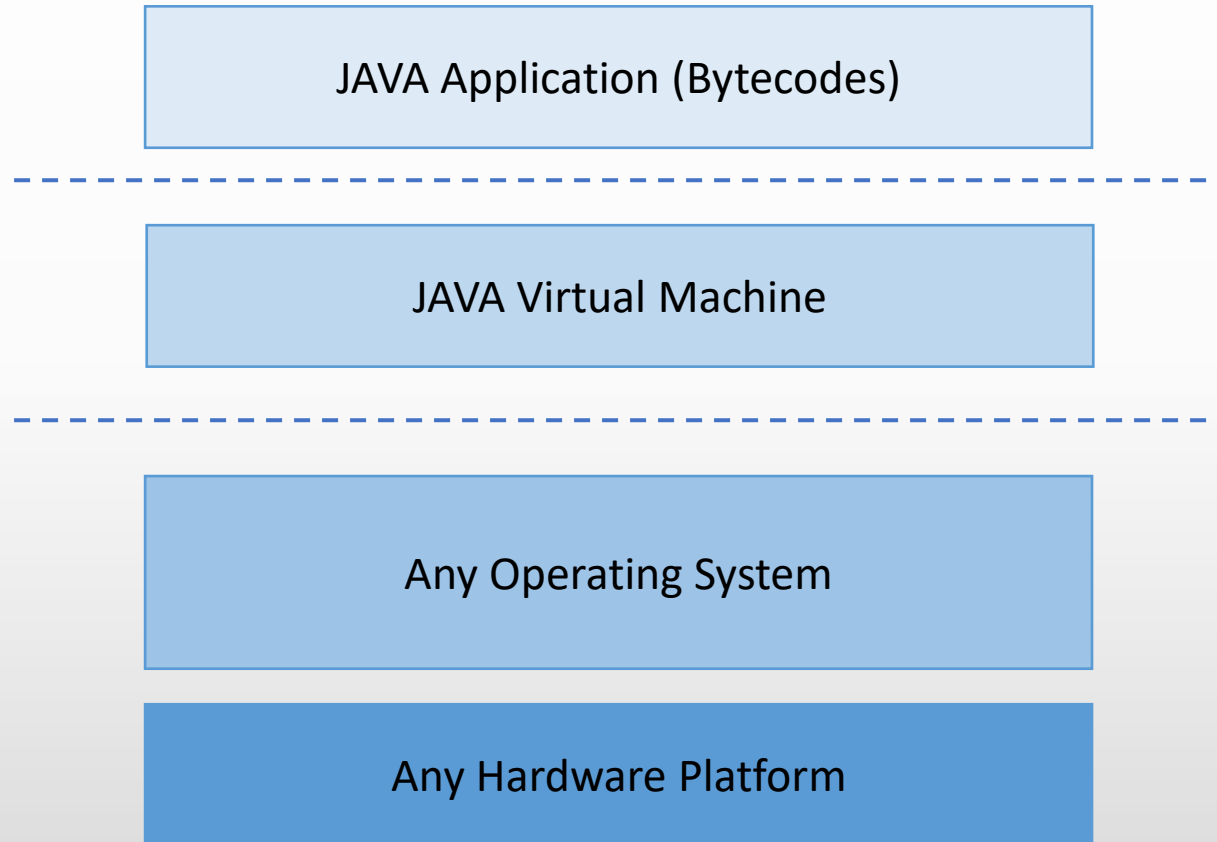 JAVA Application (Bytecodes)
JAVA Virtual Machine
Any Operating System
Any Hardware Platform